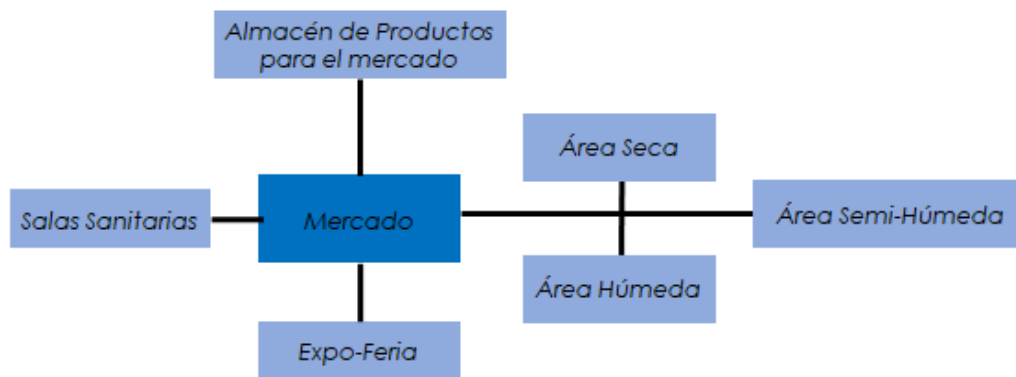 Almacén de Productos
para el mercado
Área Seca
Salas Sanitarias
Mercado
Área Semi-Húmeda
Área Húmeda
Expo-Feria